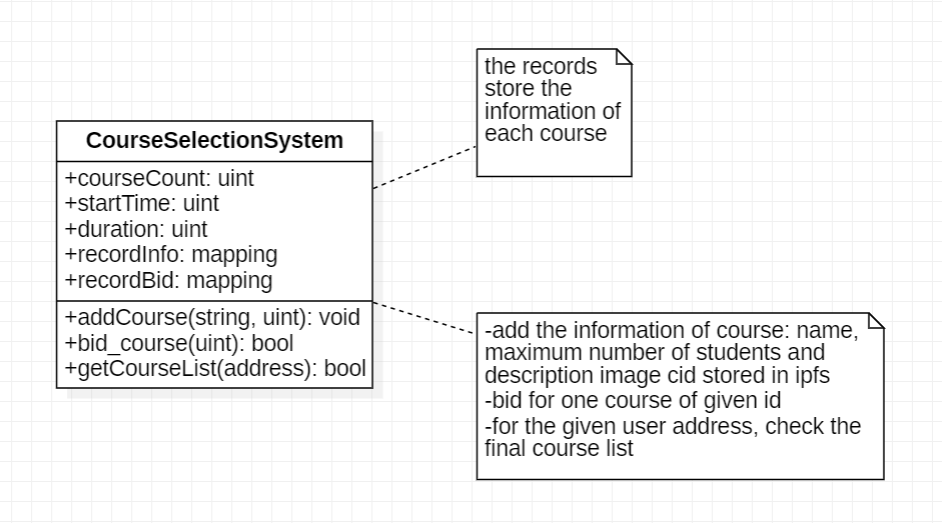 CourseSelectionSystem
+courseCount: uint
+startTime: uint
+duration: uint
+recordInfo: mapping
+recordBid: mapping
+addCourse(string, uint): void
+bid_course(uint): bool
+getCourseList(address): bool
the records
store the
information of
each course
-add the information of course: name,
maximum number of students and
description image cid stored in ipfs
-bid for one course of given id
-for the given user address, check the
final course list